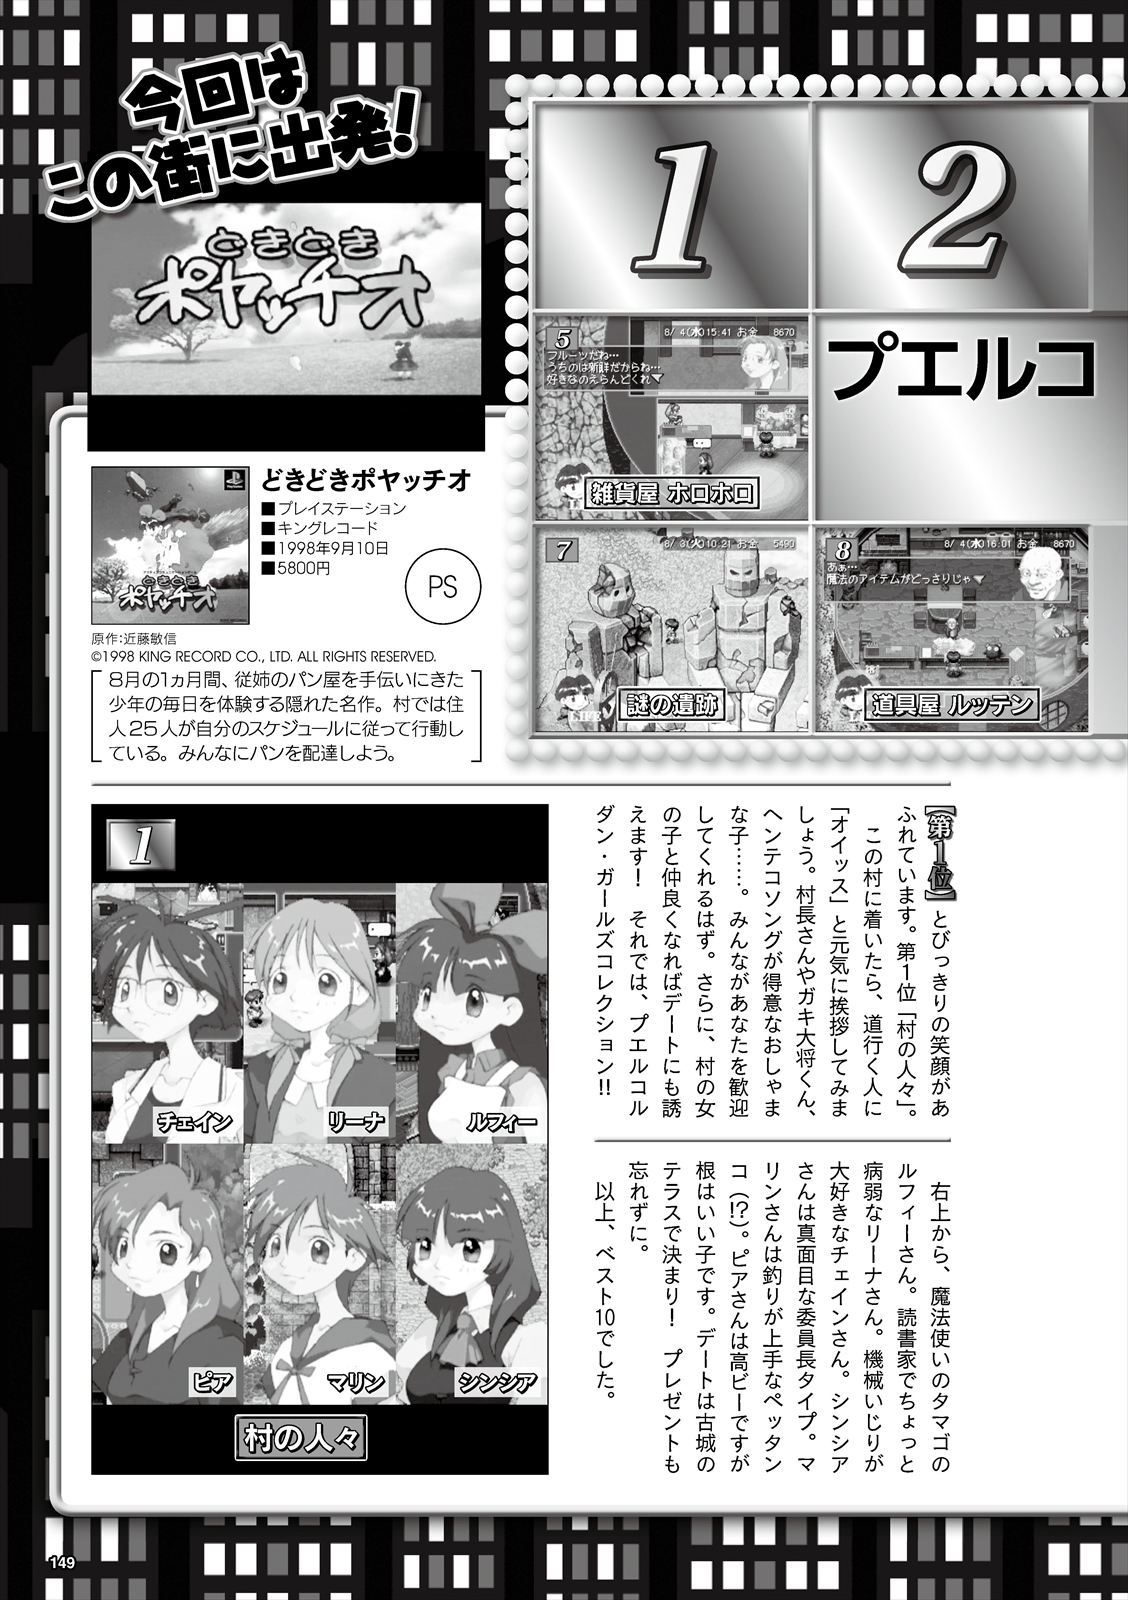 今回は
この街に出発！
どきどき
ポヤッチオ
どきどきポヤッチオ
■プレイステーション
■キングレコード
■1998年9月10日
■5800円
PS
原作：近藤敏信
©1998 KING RECORD CO., LTD. ALL RIGHTS RESERVED.
8月の1ヵ月間、従姉のパン屋を手伝いにきた
少年の毎日を体験する隠れた名作。村では住
人25人が自分のスケジュールに従って行動し
ている。みんなにパンを配達しよう。
1
2
5
8/ 4(水)15:41 お金 8670
フルーツだね…
うちのは新鮮だからね…
好きなのえらんどくれ▼
雑貨屋 ホロホロ
プエルコ
7
8/ 3(火)10:21 お金 5490
LIFE
謎の遺跡
8
8/ 4(水)16:01 お金 8670
あぁ…
魔法のアイテムがどっさりじゃ▼
道具屋 ルッテン
【第1位】とびっきりの笑顔があ
ふれています。第1位「村の人々」。
この村に着いたら、道行く人に
「オイッス」と元気に挨拶してみま
しょう。村長さんやガキ大将くん、
ヘンテコソングが得意なおしゃま
な子……。みんながあなたを歓迎
してくれるはず。さらに、村の女
の子と仲良くなればデートにも誘
えます！　それでは、プエルコル
ダン・ガールズコレクション!!
右上から、魔法使いのタマゴの
ルフィーさん。読書家でちょっと
病弱なリーナさん。機械いじりが
大好きなチェインさん。シンシア
さんは真面目な委員長タイプ。マ
リンさんは釣りが上手なペッタン
コ（!?）。ピアさんは高ビーですが
根はいい子です。デートは古城の
テラスで決まり！　プレゼントも
忘れずに。
以上、ベスト10でした。
1
チェイン
リーナ
ルフィー
ピア
マリン
シンシア
村の人々
149